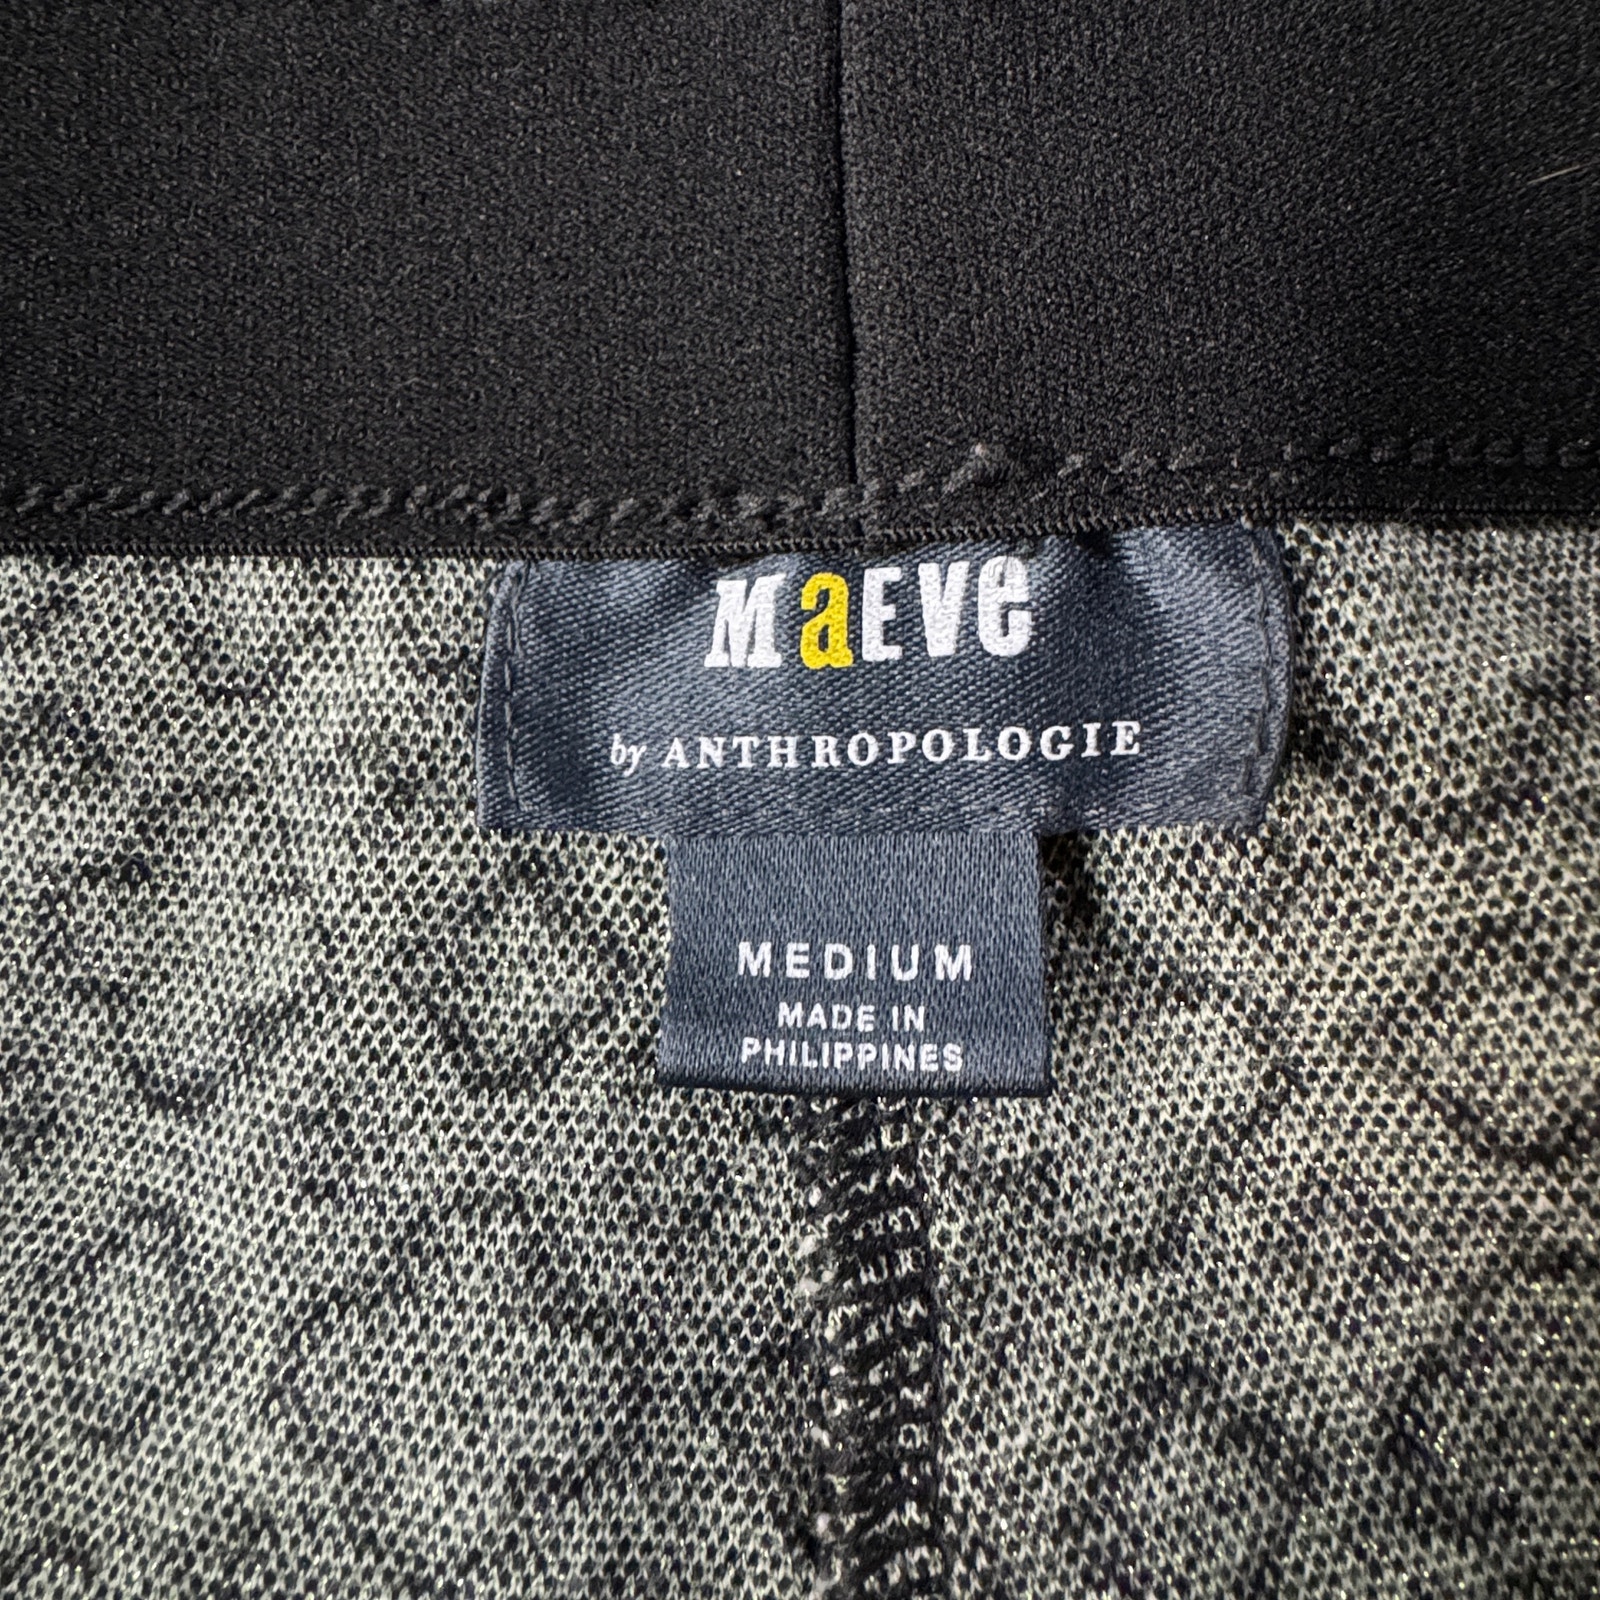 MaEVe
by ANTHROPOLOGIE
MEDIUM
MADE IN
PHILIPPINES